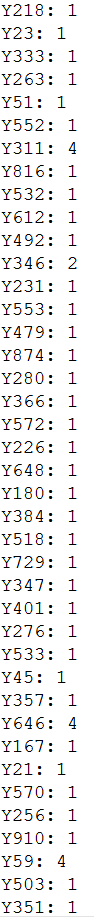 Y218: 1
Y23: 1
Y333: 1
Y263: 1
Y51: 1
Y552: 1
Y311: 4
Y816: 1
Y532: 1
Y612: 1
Y492: 1
Y346: 2
Y231: 1
Y553: 1
Y479: 1
Y874: 1
Y280: 1
Y366: 1
Y572: 1
Y226: 1
Y648: 1
Y180: 1
Y384: 1
Y518: 1
Y729: 1
Y347: 1
Y401: 1
Y276: 1
Y533: 1
Y45: 1
Y357: 1
Y646: 4
Y167: 1
Y21: 1
Y570: 1
Y256: 1
Y910: 1
Y59: 4
Y503: 1
Y351: 1